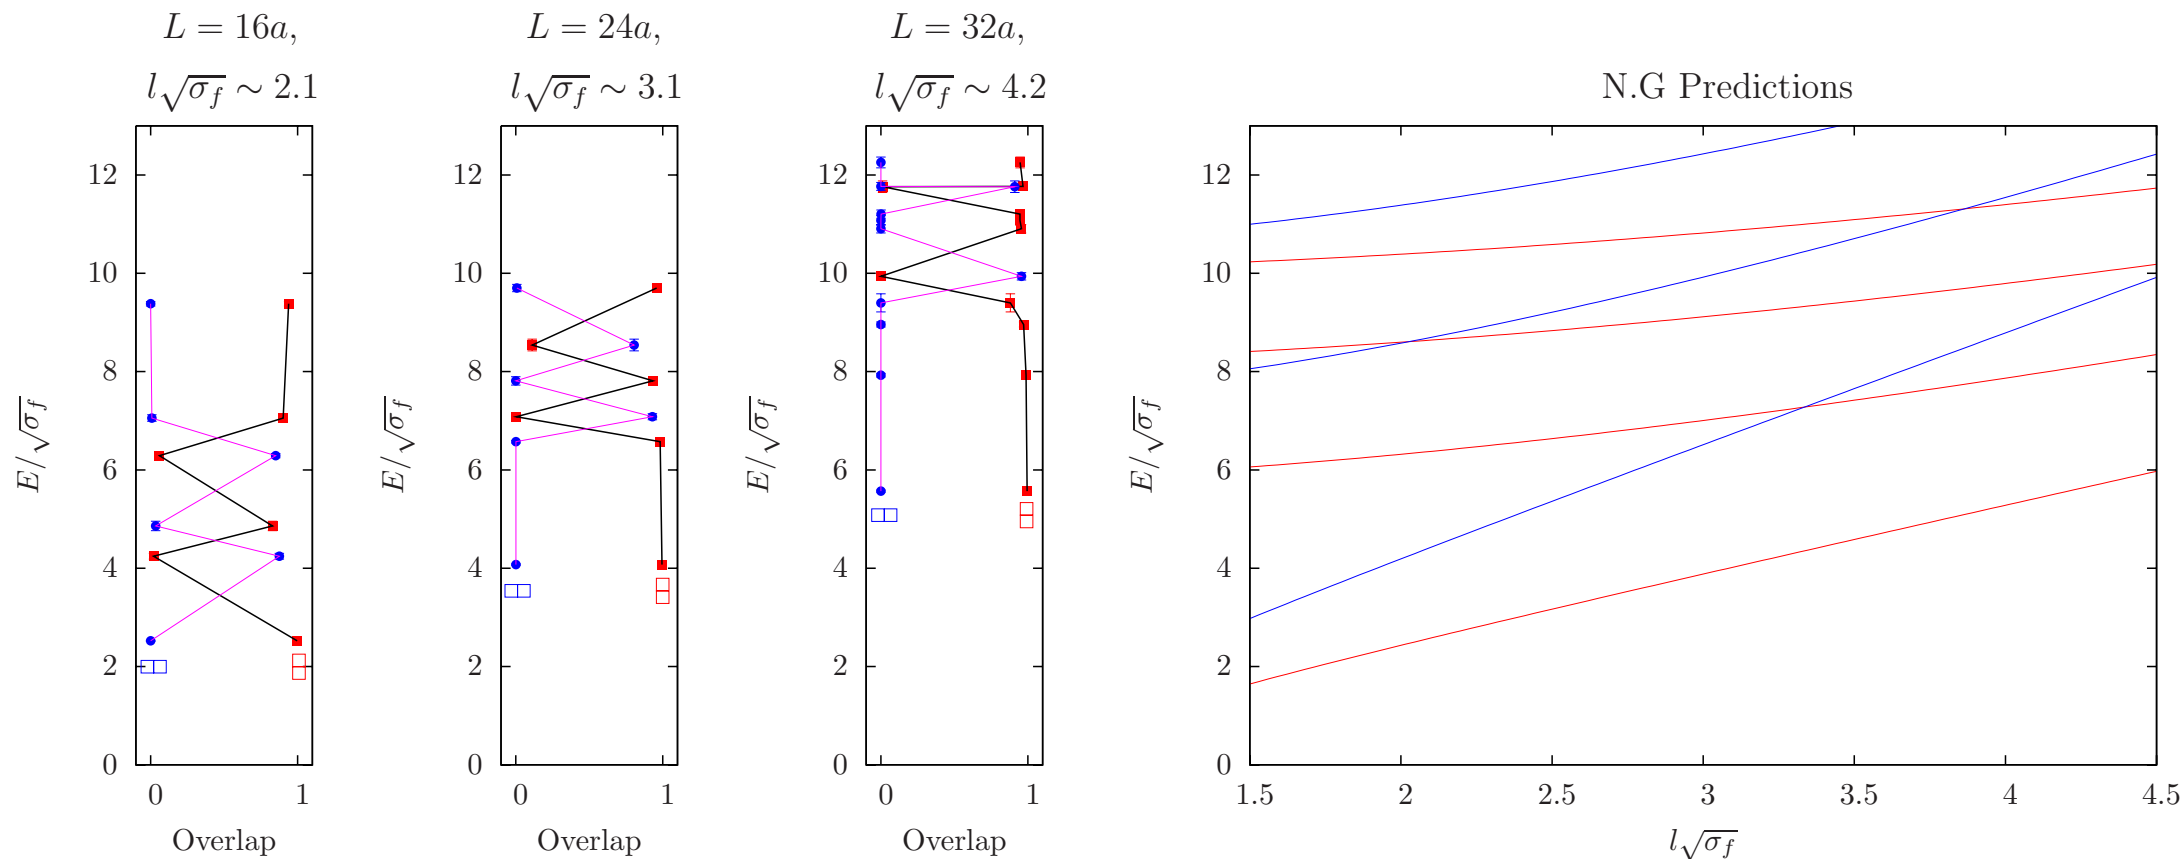 L = 16a,
l√σ_f ∼ 2.1
L = 24a,
l√σ_f ∼ 3.1
L = 32a,
l√σ_f ∼ 4.2
N.G Predictions
E/√σ_f
12
10
8
6
4
2
0
0 1
Overlap
E/√σ_f
12
10
8
6
4
2
0
0 1
Overlap
E/√σ_f
12
10
8
6
4
2
0
0 1
Overlap
E/√σ_f
12
10
8
6
4
2
0
1.5 2 2.5 3 3.5 4 4.5
l√σ_f